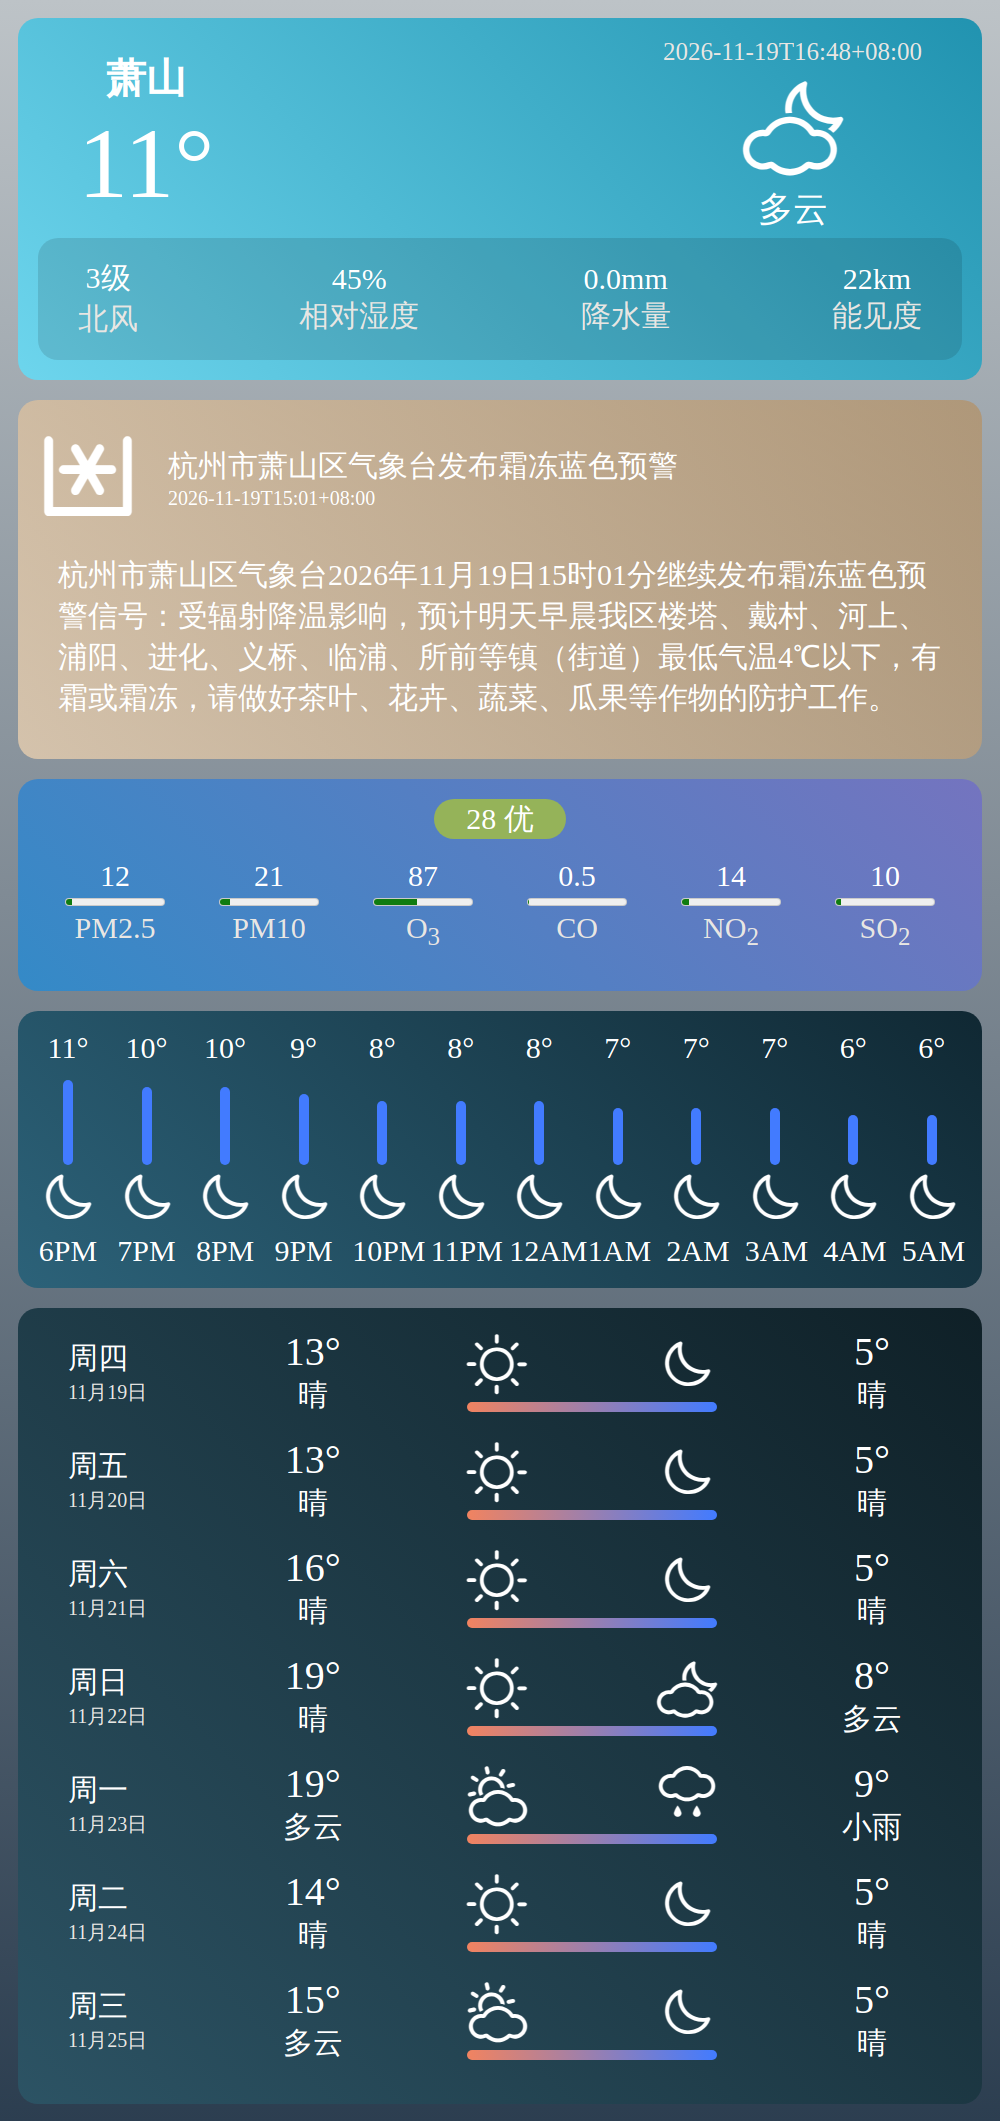 萧山
11°
2026-11-19T16:48+08:00
多云
3级 45% 0.0mm 22km
北风 相对湿度 降水量 能见度
杭州市萧山区气象台发布霜冻蓝色预警
2026-11-19T15:01+08:00
杭州市萧山区气象台2026年11月19日15时01分继续发布霜冻蓝色预
警信号：受辐射降温影响，预计明天早晨我区楼塔、戴村、河上、
浦阳、进化、义桥、临浦、所前等镇（街道）最低气温4℃以下，有
霜或霜冻，请做好茶叶、花卉、蔬菜、瓜果等作物的防护工作。
28 优
12 21 87 0.5 14 10
PM2.5 PM10 O3 CO NO2 SO2
11° 10° 10° 9° 8° 8° 8° 7° 7° 7° 6° 6°
6PM 7PM 8PM 9PM 10PM 11PM 12AM 1AM 2AM 3AM 4AM 5AM
周四 13° 5°
11月19日 晴 晴
周五 13° 5°
11月20日 晴 晴
周六 16° 5°
11月21日 晴 晴
周日 19° 8°
11月22日 晴 多云
周一 19° 9°
11月23日 多云 小雨
周二 14° 5°
11月24日 晴 晴
周三 15° 5°
11月25日 多云 晴